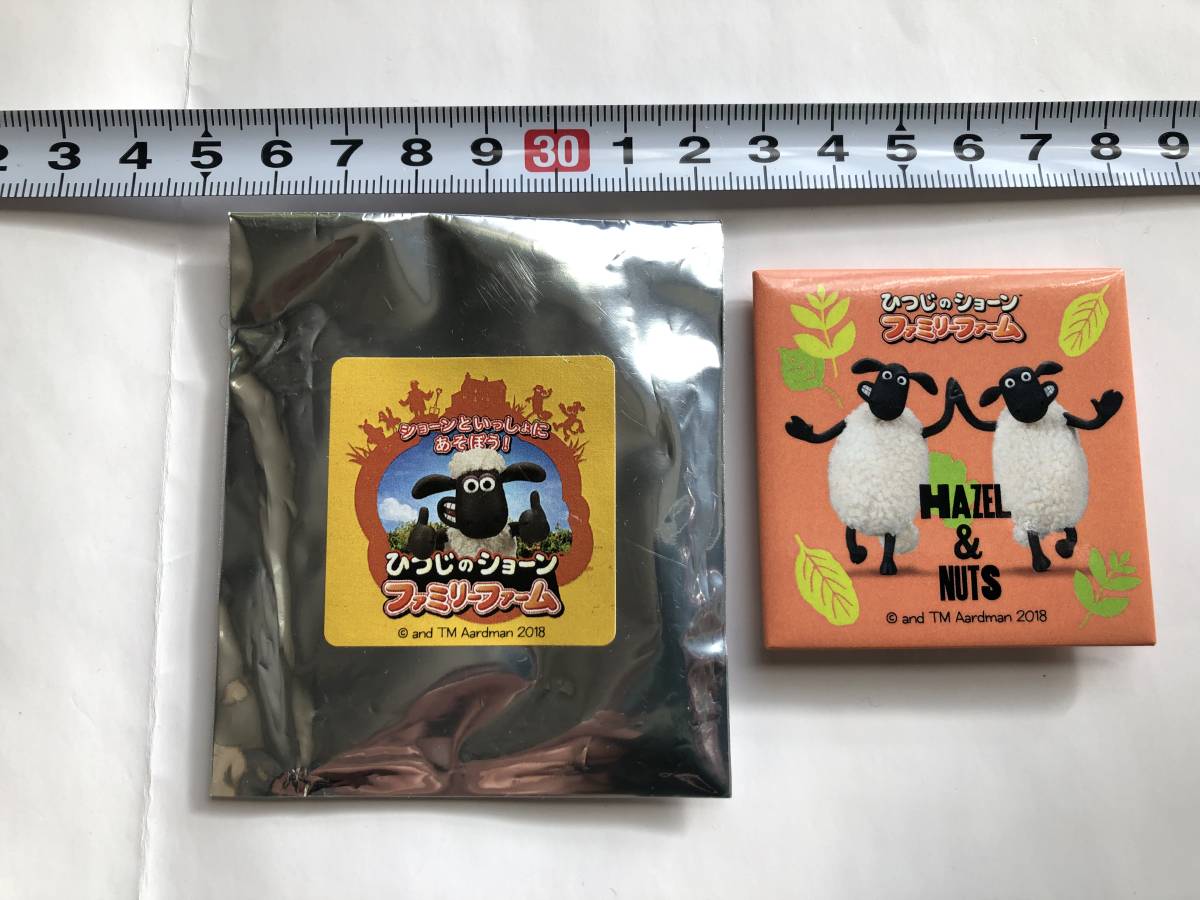 2 3 4 5 6 7 8 9 30 1 2 3 4 5 6 7 8 9
ショーンといっしょに
あそぼう!
ひつじのショーン
ファミリーファーム
© and TM Aardman 2018
ひつじのショーン
ファミリーファーム
HAZEL
&
NUTS
© and TM Aardman 2018